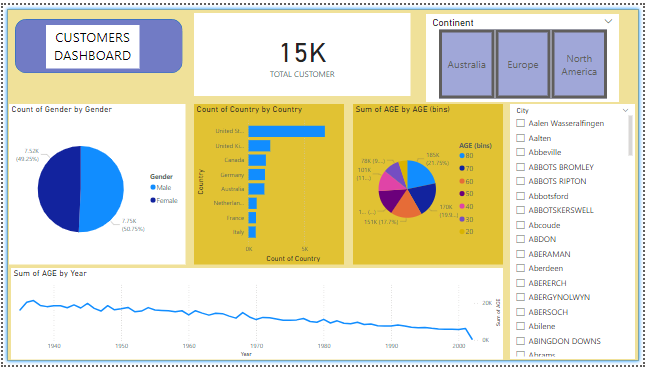 CUSTOMERS
DASHBOARD
15K
TOTAL CUSTOMER
Continent
Australia
Europe
North
America
Count of Gender by Gender
7.52K
(49.25%)
7.75K
(50.75%)
Gender
Male
Female
Count of Country by Country
Country
United St...
United Ki...
Canada
Germany
Australia
Netherlan...
France
Italy
0K
5K
Count of Country
Sum of AGE by AGE (bins)
78K (9....)
101K
(11....)
1... (...)
151K (17.7%)
185K
(21.75%)
170K
(19.9...)
AGE (bins)
80
70
60
50
40
30
20
City
Aalen Wasseralfingen
Aalten
Abbeville
ABBOTS BROMLEY
ABBOTS RIPTON
Abbotsford
ABBOTSKERSWELL
Abcoude
ABDON
ABERAMAN
Aberdeen
ABERERCH
ABERGYNOLWYN
ABERSOCH
Abilene
ABINGDON DOWNS
Abrams
Sum of AGE by Year
20K
0K
Sum of AGE
1940
1950
1960
1970
1980
1990
2000
Year